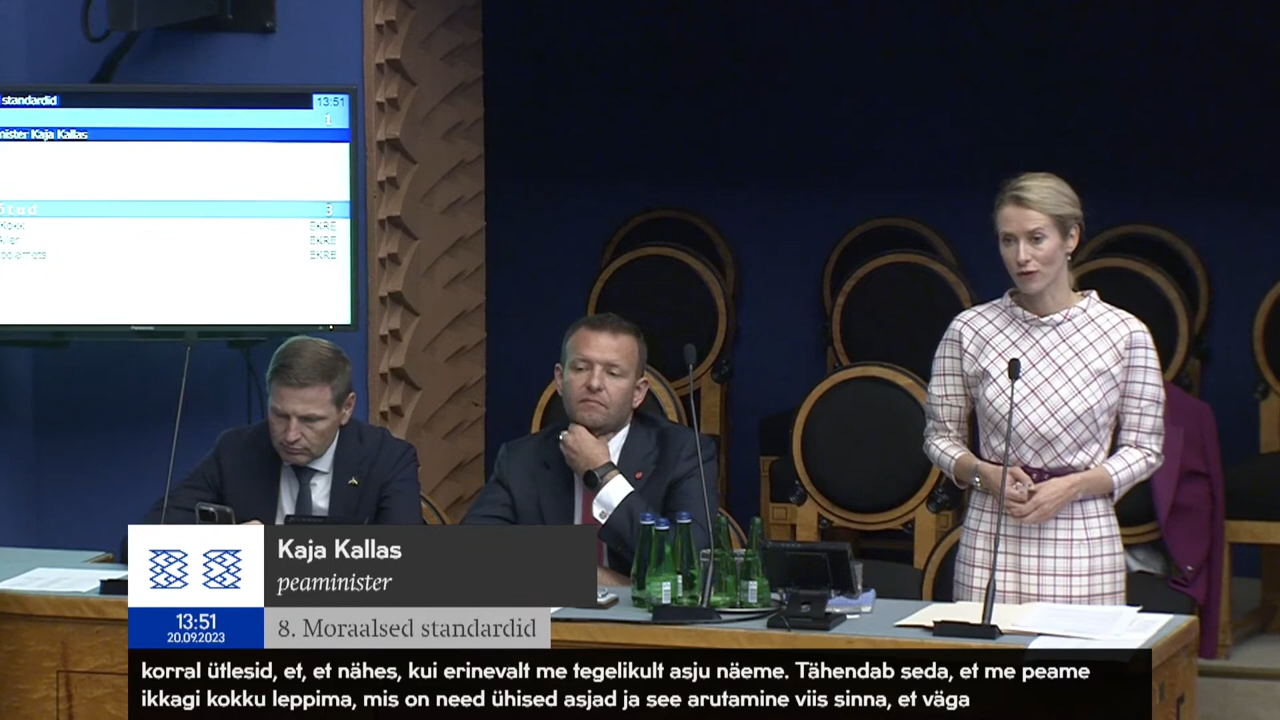 standardid 13:51
1
Kaja Kallas
3
EKRE
EKRE
EKRE
Panasonic
Kaja Kallas
peaminister
13:51
20.09.2023
8. Moraalsed standardid
korral ütlesid, et, et nähes, kui erinevalt me tegelikult asju näeme. Tähendab seda, et me peame
ikkagi kokku leppima, mis on need ühised asjad ja see arutamine viis sinna, et väga